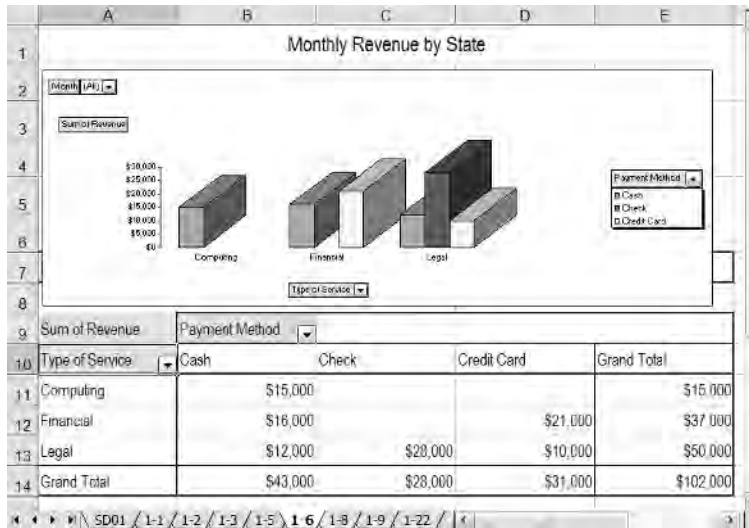 A B C D E
1 Monthly Revenue by State
2 Month (All)
3 Sum of Revenue
4 $30,000
$25,000
Payment Method
$20,000
Cash
5 $15,000
Check
$10,000
Credit Card
$5,000
6 $0
Computing Financial Legal
7
Type of Service
8
9 Sum of Revenue Payment Method
10 Type of Service Cash Check Credit Card Grand Total
11 Computing $15,000 $15,000
12 Financial $16,000 $21,000 $37,000
13 Legal $12,000 $28,000 $10,000 $50,000
14 Grand Total $43,000 $28,000 $31,000 $102,000
SD01 / 1-1 / 1-2 / 1-3 / 1-5 \ 1-6 / 1-8 / 1-9 / 1-22 /